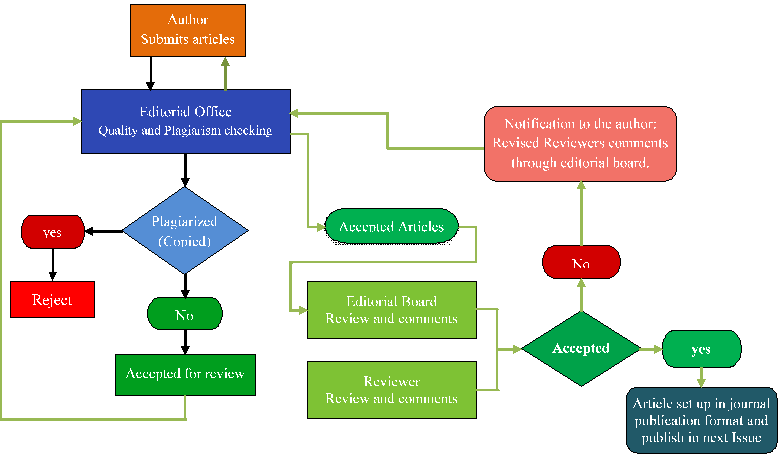 Author
Submits articles
Editorial Office
Quality and Plagiarism checking
Notification to the author;
Revised Reviewers comments
through editorial board.
Plagiarized
(Copied)
yes
Accepted Articles
Reject
No
No
Editorial Board
Review and comments
Accepted
yes
Accepted for review
Reviewer
Review and comments
Article set up in journal
publication format and
publish in next Issue